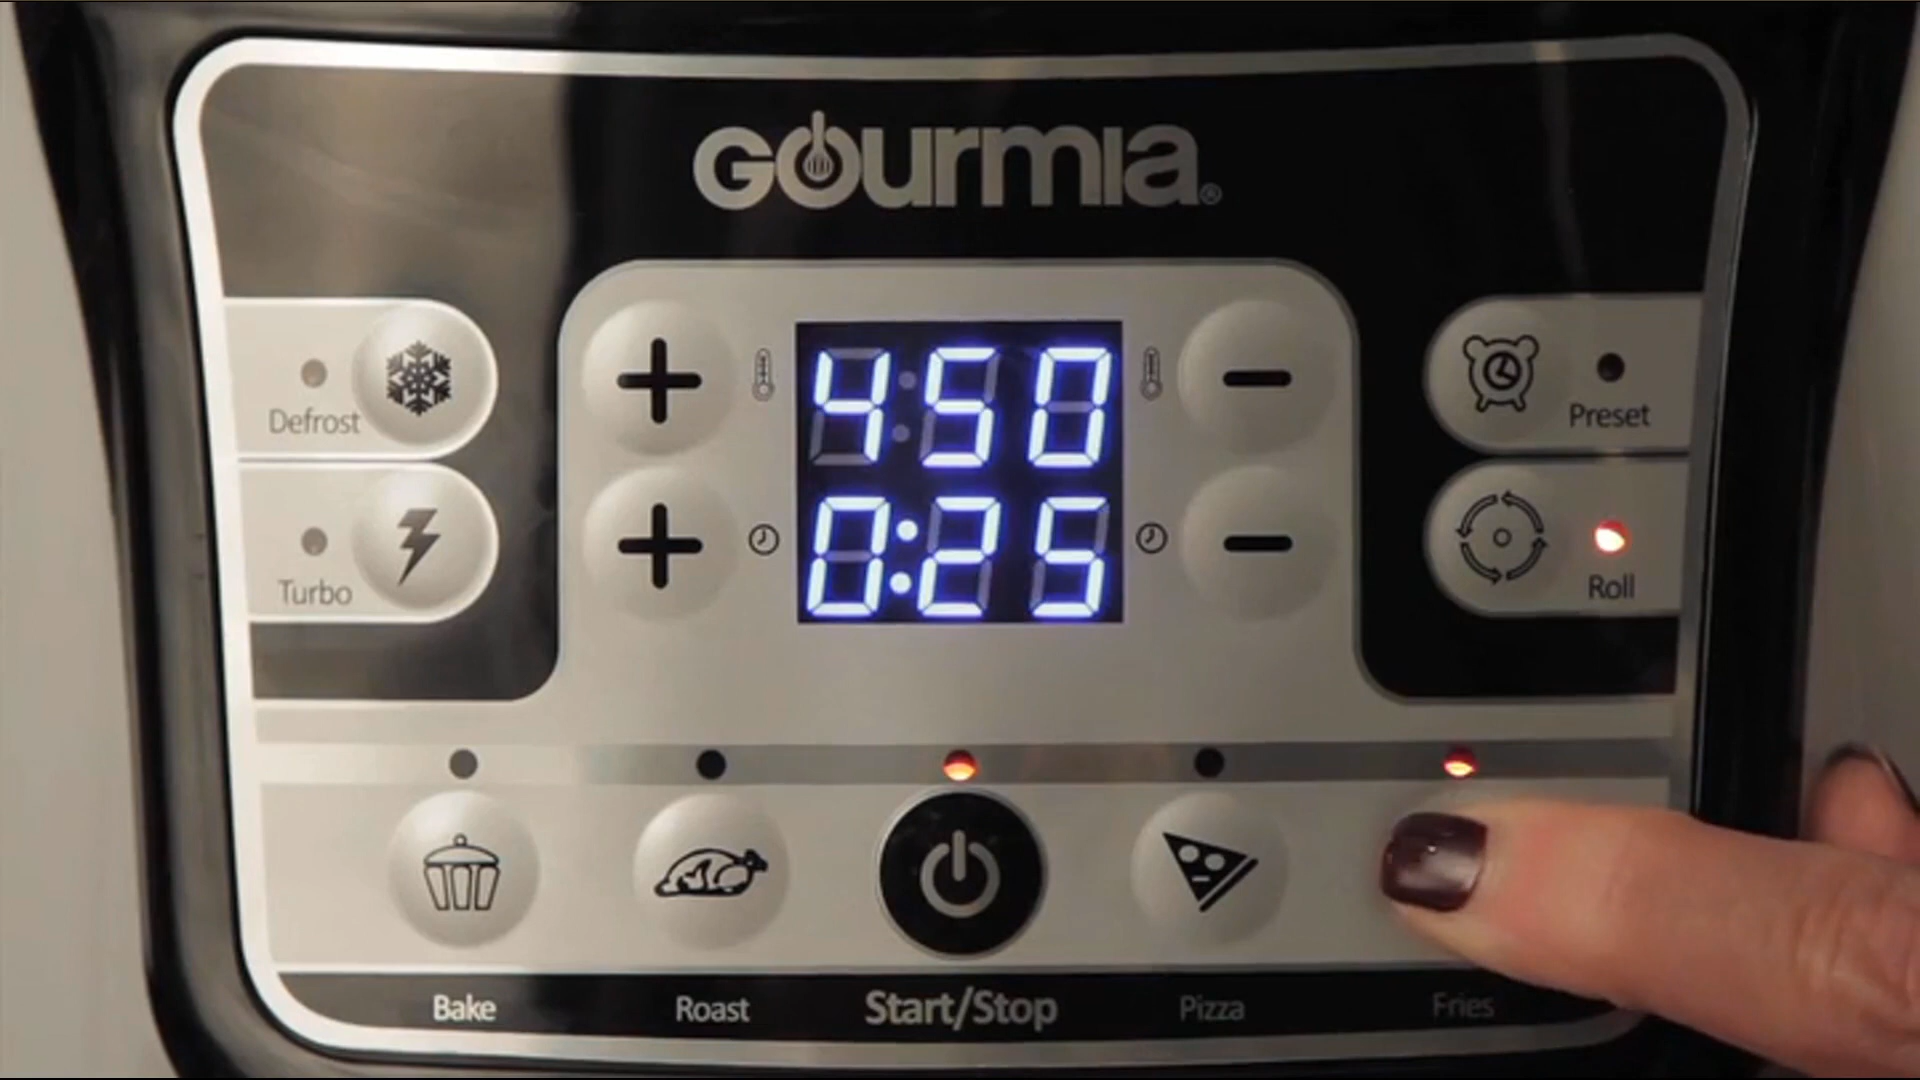 Gourmia®
450
0:25
Defrost
Turbo
Preset
Roll
Bake
Roast
Start/Stop
Pizza
Fries